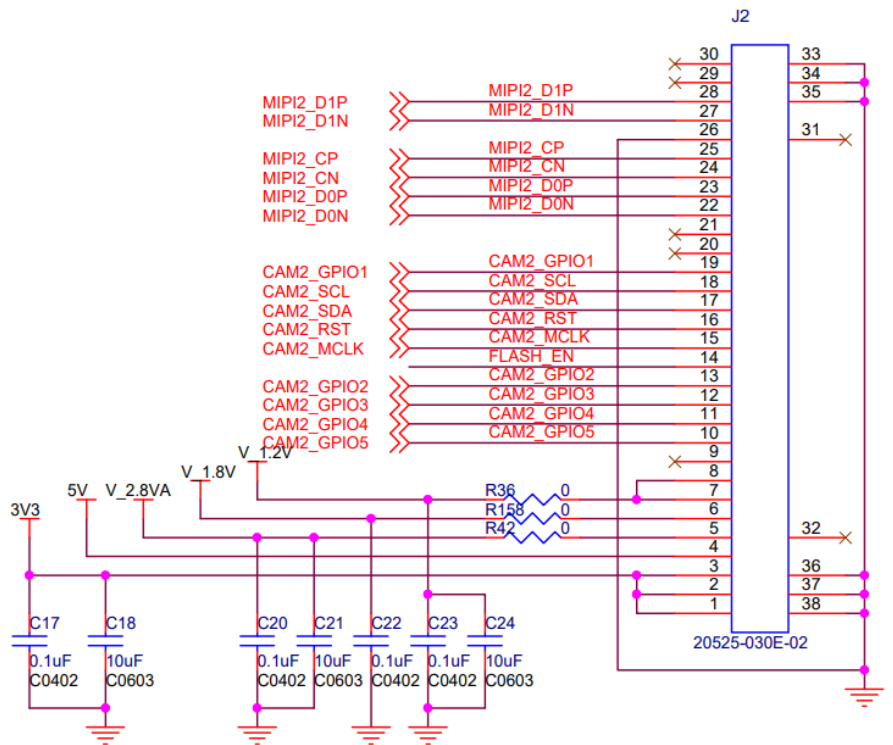 J2
30 33
29 34
MIPI2_D1P MIPI2_D1P 28 35
MIPI2_D1N MIPI2_D1N 27
26 31
MIPI2_CP MIPI2_CP 25
MIPI2_CN MIPI2_CN 24
MIPI2_D0P MIPI2_D0P 23
MIPI2_D0N MIPI2_D0N 22
21
20
CAM2_GPIO1 CAM2_GPIO1 19
CAM2_SCL CAM2_SCL 18
CAM2_SDA CAM2_SDA 17
CAM2_RST CAM2_RST 16
CAM2_MCLK CAM2_MCLK 15
FLASH_EN 14
CAM2_GPIO2 CAM2_GPIO2 13
CAM2_GPIO3 CAM2_GPIO3 12
CAM2_GPIO4 CAM2_GPIO4 11
CAM2_GPIO5 CAM2_GPIO5 10
V_1.2V 9
V_1.8V 8
5V V_2.8VA R36 0 7
3V3 R158 0 6
R42 0 5 32
4
3 36
2 37
1 38
C17 C18 C20 C21 C22 C23 C24
20525-030E-02
0.1uF 10uF 0.1uF 10uF 0.1uF 0.1uF 10uF
C0402 C0603 C0402 C0603 C0402 C0402 C0603